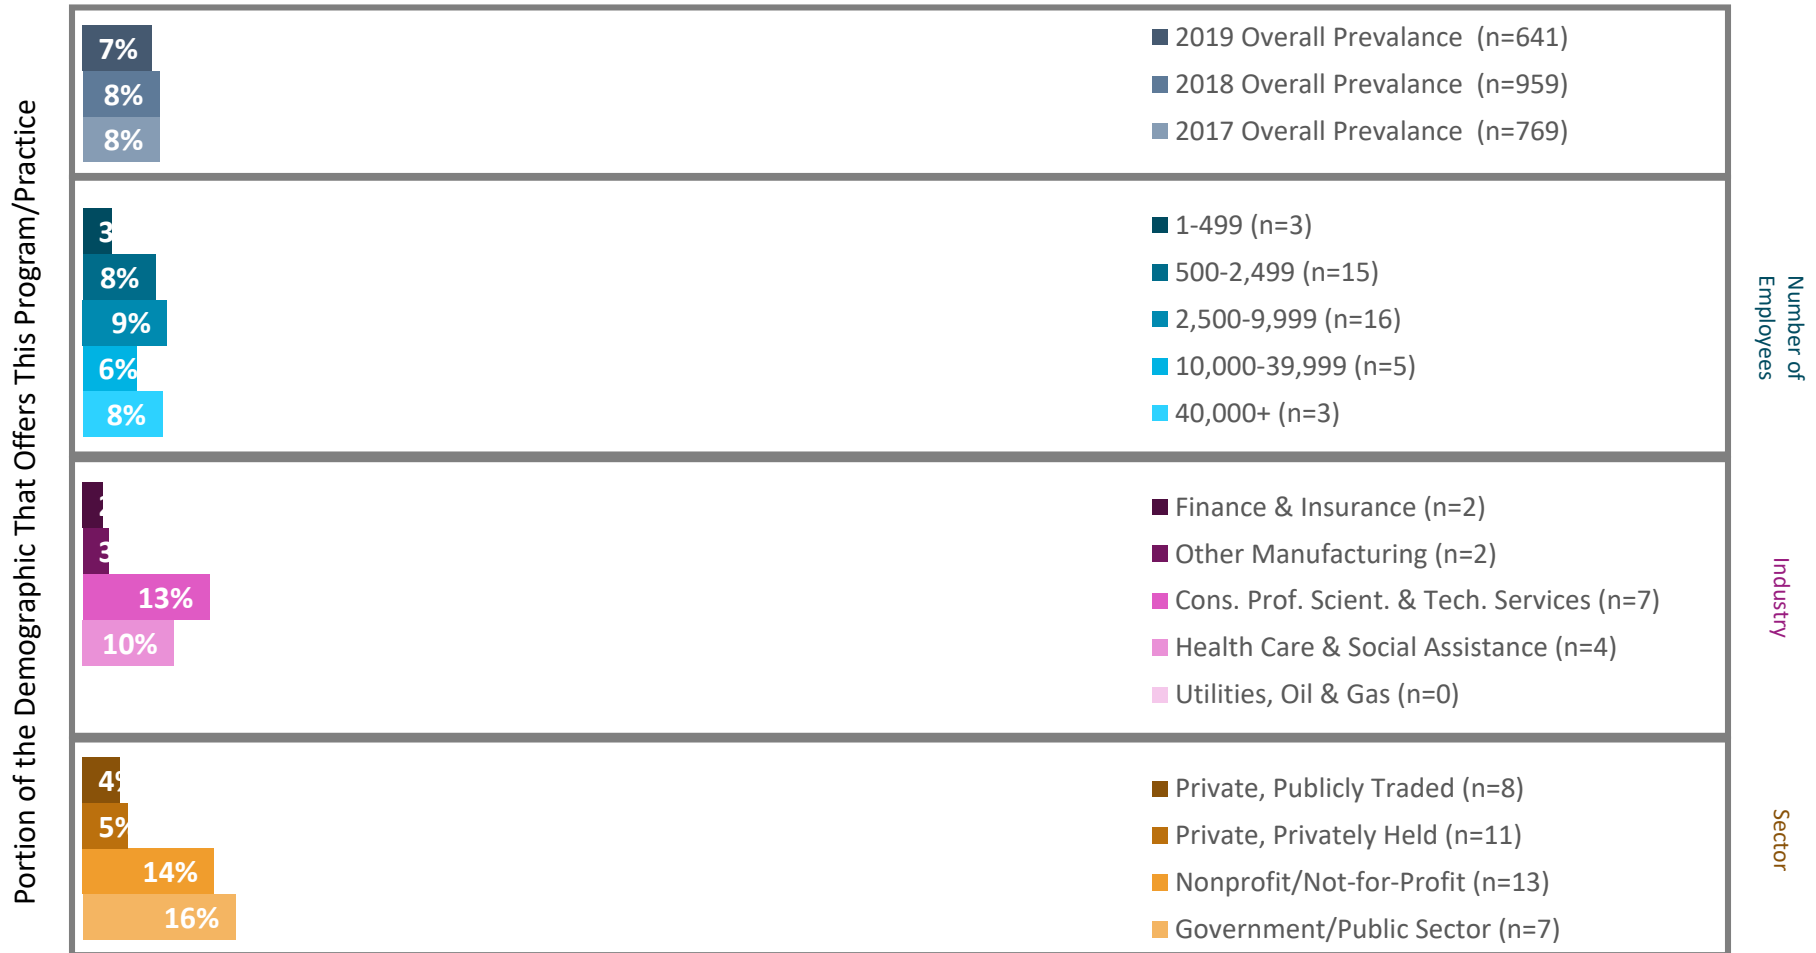 Portion of the Demographic That Offers This Program/Practice
7%
8%
8%
2019 Overall Prevalance (n=641)
2018 Overall Prevalance (n=959)
2017 Overall Prevalance (n=769)
3
8%
9%
6%
8%
1-499 (n=3)
500-2,499 (n=15)
2,500-9,999 (n=16)
10,000-39,999 (n=5)
40,000+ (n=3)
Number of
Employees
3
13%
10%
Finance & Insurance (n=2)
Other Manufacturing (n=2)
Cons. Prof. Scient. & Tech. Services (n=7)
Health Care & Social Assistance (n=4)
Utilities, Oil & Gas (n=0)
Industry
4%
5%
14%
16%
Private, Publicly Traded (n=8)
Private, Privately Held (n=11)
Nonprofit/Not-for-Profit (n=13)
Government/Public Sector (n=7)
Sector